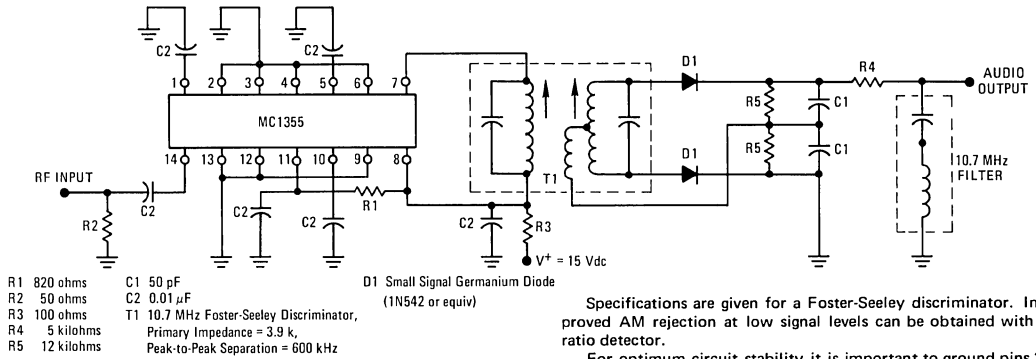 C2
C2
1 2 3 4 5 6 7
MC1355
14 13 12 11 10 9 8
RF INPUT
C2
R2
C2
C2
R1
C2
R3
V+ = 15 Vdc
T1
D1
D1
R5
R5
C1
C1
R4
AUDIO
OUTPUT
10.7 MHz
FILTER
R1 820 ohms
R2 50 ohms
R3 100 ohms
R4 5 kilohms
R5 12 kilohms
C1 50 pF
C2 0.01 μF
T1 10.7 MHz Foster-Seeley Discriminator,
Primary Impedance = 3.9 k,
Peak-to-Peak Separation = 600 kHz
D1 Small Signal Germanium Diode
(1N542 or equiv)
Specifications are given for a Foster-Seeley discriminator. In
proved AM rejection at low signal levels can be obtained with
ratio detector.
For optimum circuit stability it is important to ground pins